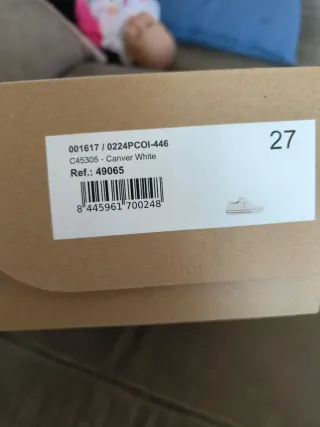 001617 / 0224PCOI-446
27
C45305 - Canver White
Ref.: 49065
8 445961 700248